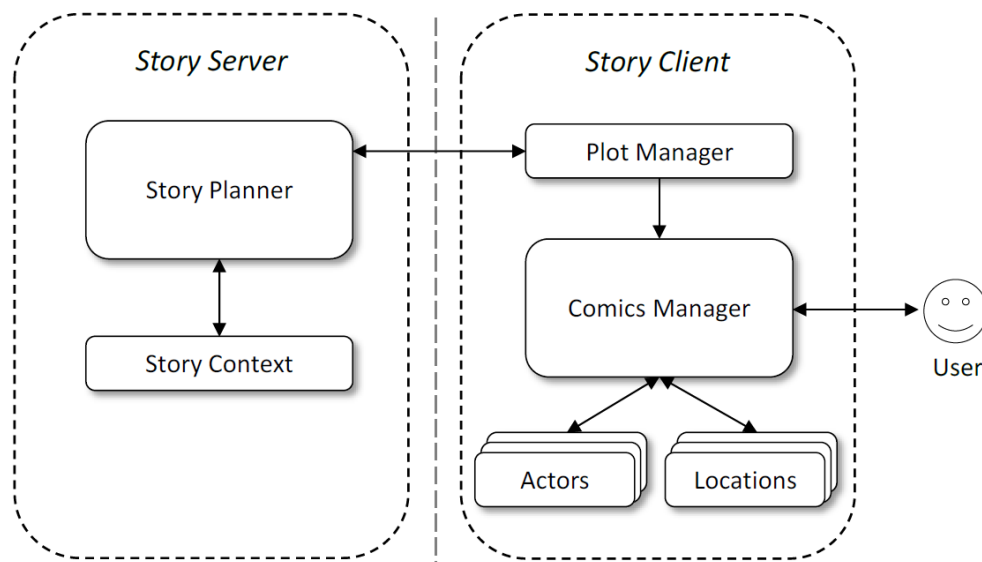 Story Server
Story Client
Story Planner
Plot Manager
Story Context
Comics Manager
User
Actors
Locations